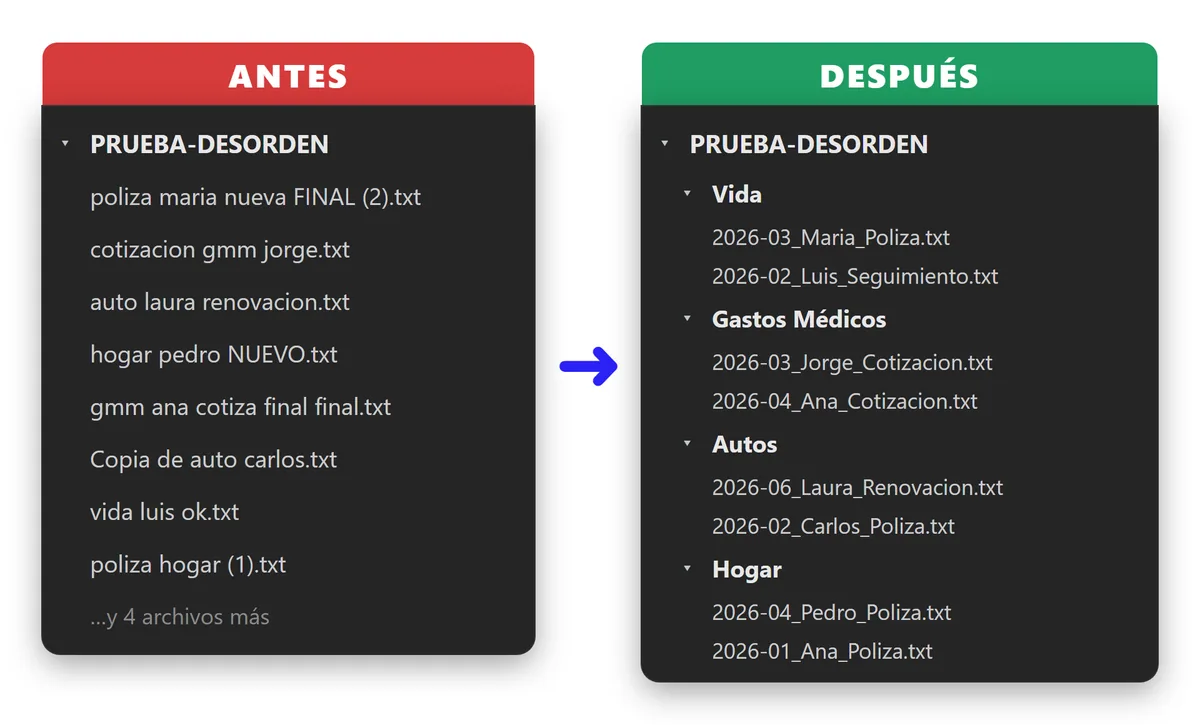 ANTES
PRUEBA-DESORDEN
poliza maria nueva FINAL (2).txt
cotizacion gmm jorge.txt
auto laura renovacion.txt
hogar pedro NUEVO.txt
gmm ana cotiza final final.txt
Copia de auto carlos.txt
vida luis ok.txt
poliza hogar (1).txt
...y 4 archivos más
DESPUÉS
PRUEBA-DESORDEN
Vida
2026-03_Maria_Poliza.txt
2026-02_Luis_Seguimiento.txt
Gastos Médicos
2026-03_Jorge_Cotizacion.txt
2026-04_Ana_Cotizacion.txt
Autos
2026-06_Laura_Renovacion.txt
2026-02_Carlos_Poliza.txt
Hogar
2026-04_Pedro_Poliza.txt
2026-01_Ana_Poliza.txt